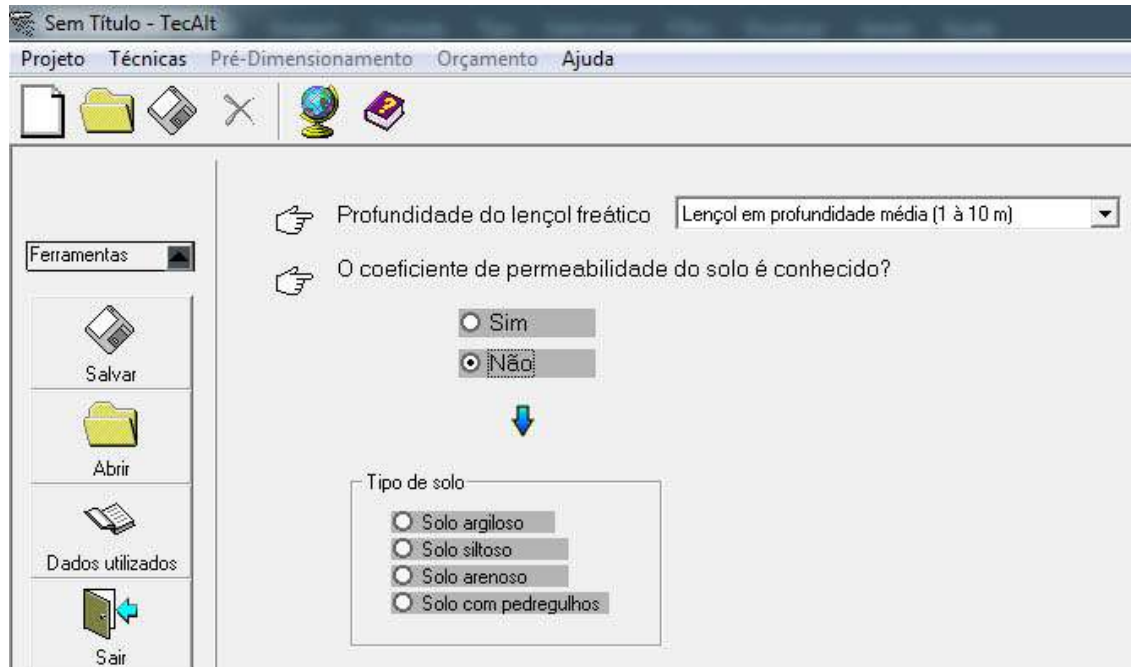 Sem Título - TecAlt
Projeto Técnicas Pré-Dimensionamento Orçamento Ajuda
Profundidade do lençol freático Lençol em profundidade média (1 à 10 m)
Ferramentas
O coeficiente de permeabilidade do solo é conhecido?
Sim
Não
Salvar
Abrir
Dados utilizados
Sair
Tipo de solo
Solo argiloso
Solo siltoso
Solo arenoso
Solo com pedregulhos